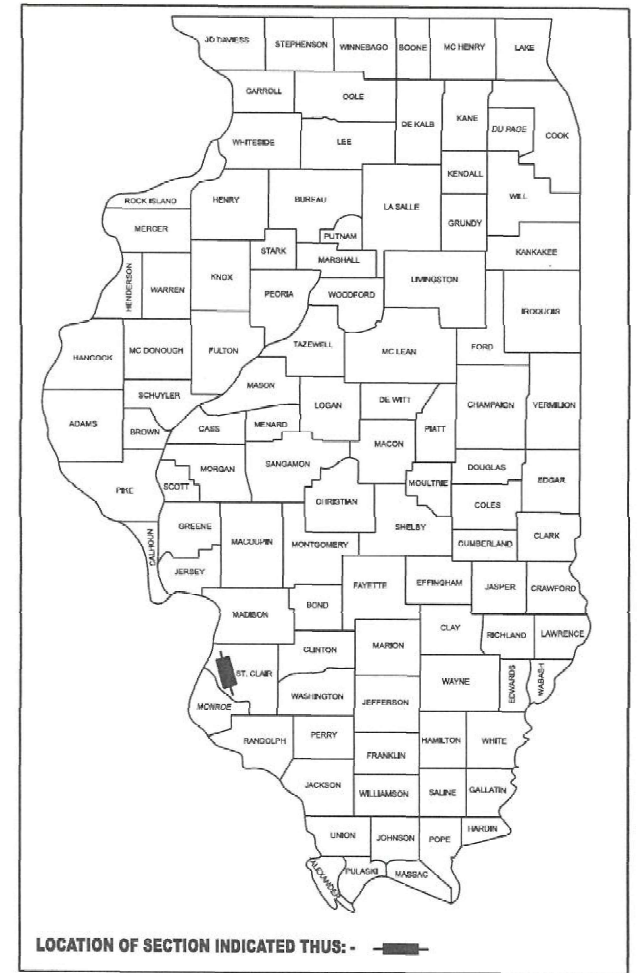 JO DAVIESS
STEPHENSON
WINNEBAGO
BOONE
MC HENRY
LAKE
CARROLL
OGLE
DE KALB
KANE
DU PAGE
COOK
WHITESIDE
LEE
KENDALL
WILL
ROCK ISLAND
HENRY
BUREAU
LA SALLE
GRUNDY
MERCER
PUTNAM
STARK
MARSHALL
KANKAKEE
HENDERSON
WARREN
KNOX
PEORIA
WOODFORD
LIVINGSTON
IROQUOIS
HANCOCK
MC DONOUGH
FULTON
TAZEWELL
MC LEAN
FORD
MASON
SCHUYLER
LOGAN
DE WITT
CHAMPAIGN
VERMILION
ADAMS
BROWN
CASS
MENARD
PIATT
MACON
MORGAN
SANGAMON
DOUGLAS
MOULTRIE
EDGAR
PIKE
SCOTT
CHRISTIAN
COLES
GREENE
MACOUPIN
MONTGOMERY
SHELBY
CUMBERLAND
CLARK
CALHOUN
JERSEY
FAYETTE
EFFINGHAM
JASPER
CRAWFORD
MADISON
BOND
CLAY
RICHLAND
LAWRENCE
CLINTON
MARION
ST. CLAIR
WAYNE
EDWARDS
WABASH
WASHINGTON
JEFFERSON
MONROE
RANDOLPH
PERRY
HAMILTON
WHITE
FRANKLIN
JACKSON
WILLIAMSON
SALINE
GALLATIN
UNION
JOHNSON
POPE
HARDIN
ALEXANDER
PULASKI
MASSAC
LOCATION OF SECTION INDICATED THUS: -